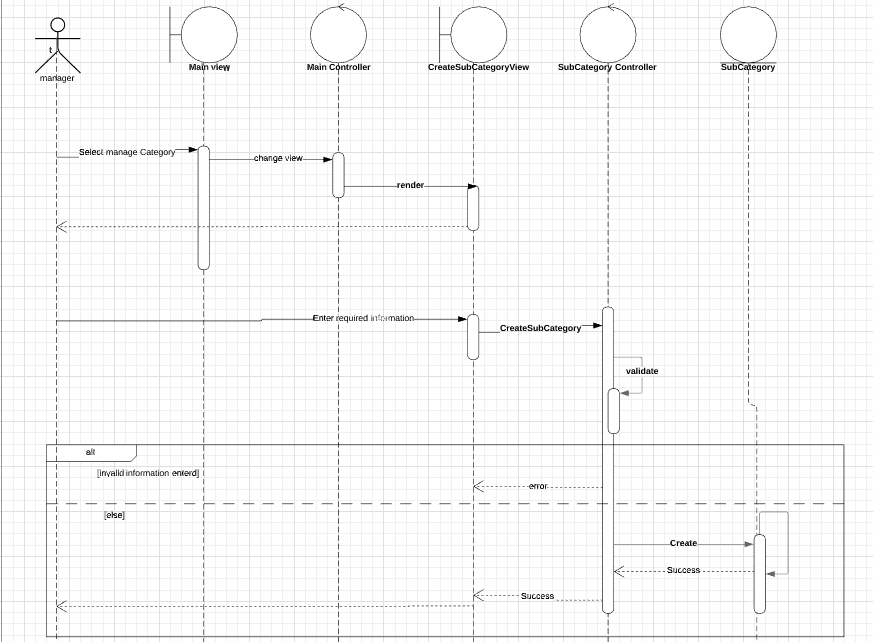 t
manager
Main view
Main Controller
CreateSubCategoryView
SubCategory Controller
SubCategory
Select manage Category
change view
render
Enter required information
CreateSubCategory
validate
alt
[invalid information enterd]
error
[else]
Create
Success
Success